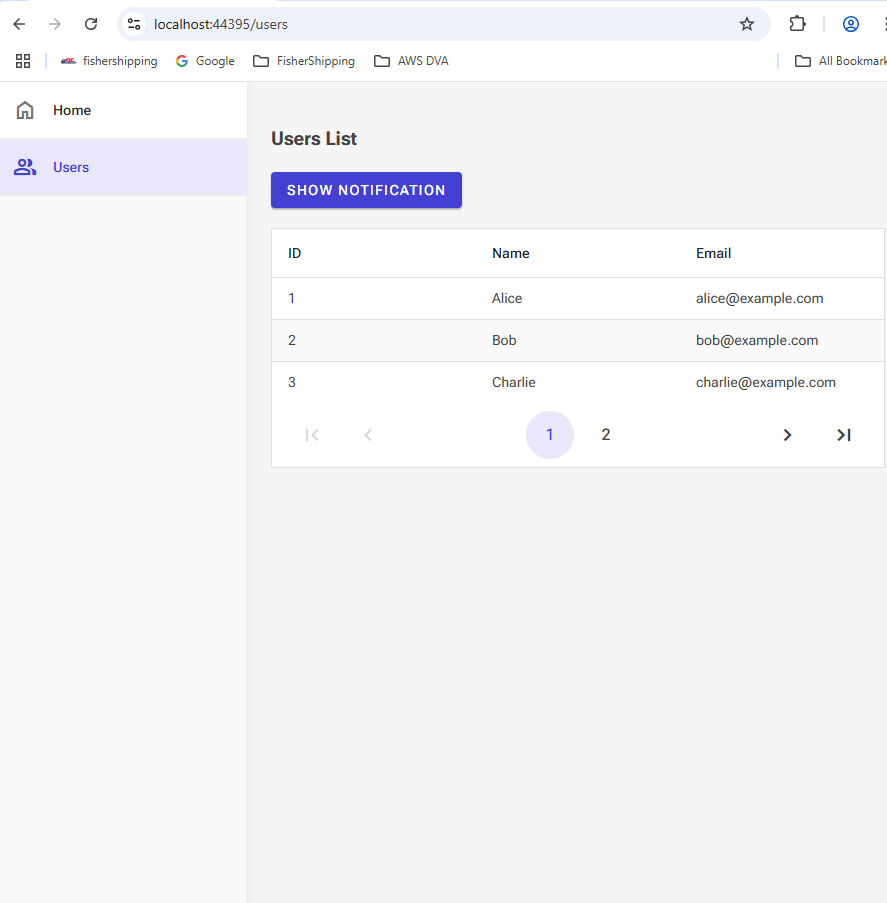 localhost:44395/users
fishershipping Google FisherShipping AWS DVA All Bookmark
Home
Users
Users List
SHOW NOTIFICATION
ID Name Email
1 Alice alice@example.com
2 Bob bob@example.com
3 Charlie charlie@example.com
1 2